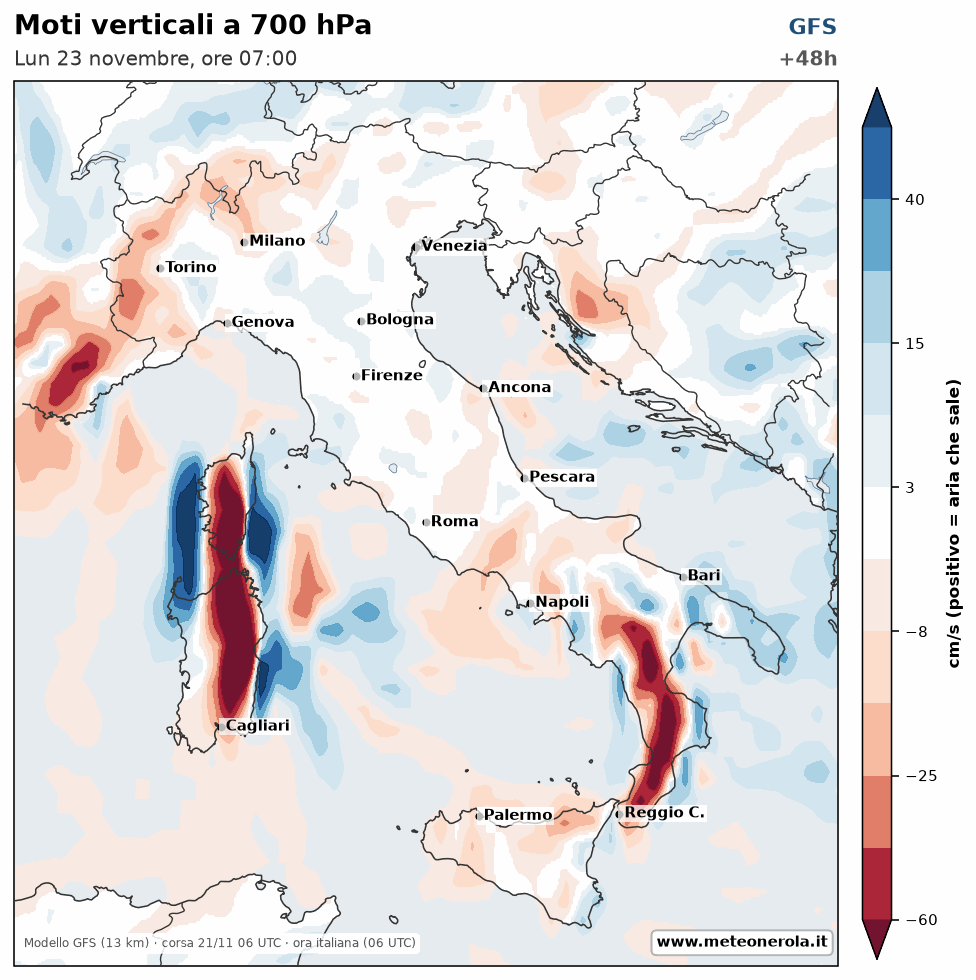 Moti verticali a 700 hPa
GFS
Lun 23 novembre, ore 07:00
+48h
Milano
Venezia
Torino
Genova
Bologna
Firenze
Ancona
Pescara
Roma
Bari
Napoli
Cagliari
Palermo
Reggio C.
40
15
3
−8
−25
−60
cm/s (positivo = aria che sale)
Modello GFS (13 km) · corsa 21/11 06 UTC · ora italiana (06 UTC)
www.meteonerola.it